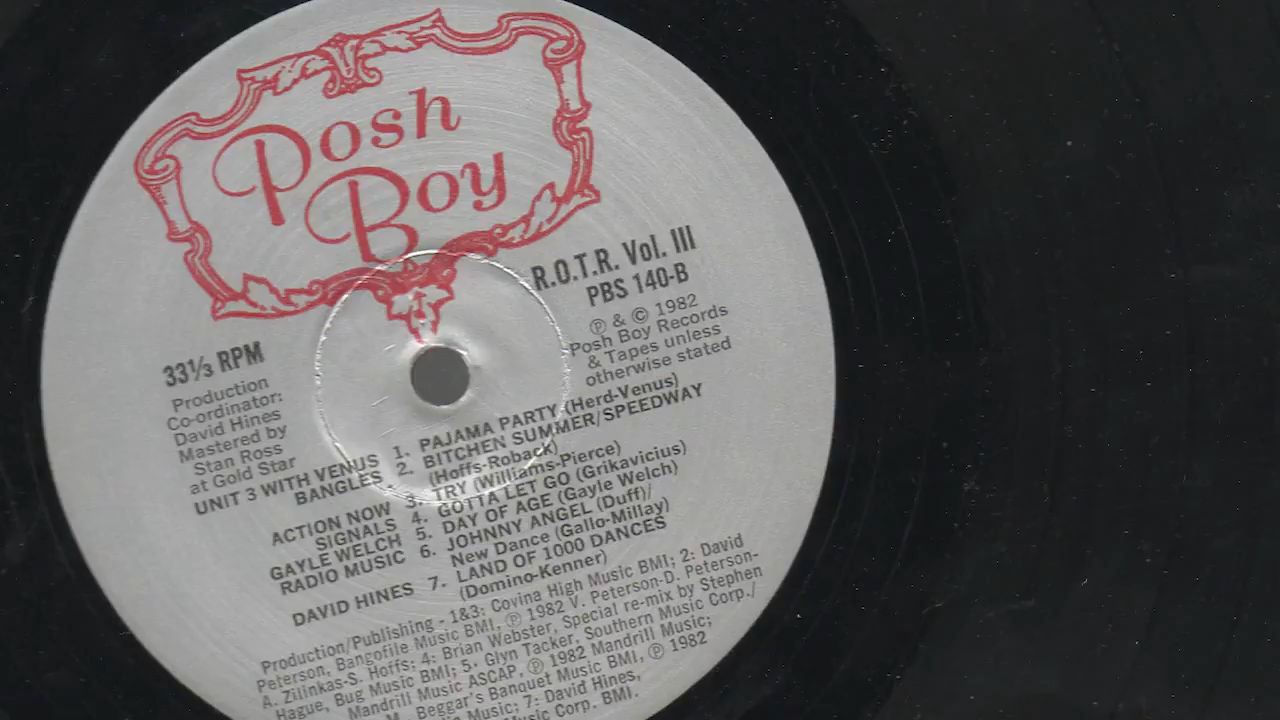 Posh
Boy
R.O.T.R. Vol. III
PBS 140-B
Ⓟ & © 1982
Posh Boy Records
& Tapes unless
otherwise stated
33⅓ RPM
Production
Co-ordinator:
David Hines
Mastered by
Stan Ross
at Gold Star
UNIT 3 WITH VENUS 1. PAJAMA PARTY (Herd-Venus)
BANGLES 2. BITCHEN SUMMER/SPEEDWAY
(Hoffs-Roback)
ACTION NOW 3. TRY (Williams-Pierce)
SIGNALS 4. GOTTA LET GO (Grikavicius)
GAYLE WELCH 5. DAY OF AGE (Gayle Welch)
RADIO MUSIC 6. JOHNNY ANGEL (Duff)/
New Dance (Gallo-Millay)
DAVID HINES 7. LAND OF 1000 DANCES
(Domino-Kenner)
Production/Publishing - 1&3: Covina High Music BMI; 2: David
Peterson, Bangofile Music BMI, Ⓟ 1982 V. Peterson-D. Peterson-
A. Zilinkas-S. Hoffs; 4: Brian Webster, Special re-mix by Stephen
Hague, Bug Music BMI; 5: Glyn Tacker, Southern Music Corp./
Mandrill Music ASCAP, Ⓟ 1982 Mandrill Music;
M. Beggar's Banquet Music BMI, Ⓟ 1982
Music; 7: David Hines,
Music Corp. BMI.